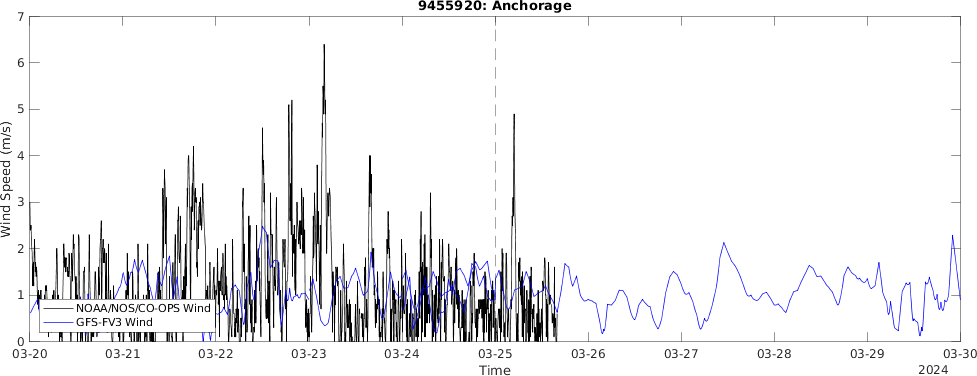 9455920: Anchorage
7
6
5
4
3
2
1
0
Wind Speed (m/s)
NOAA/NOS/CO-OPS Wind
GFS-FV3 Wind
03-20 03-21 03-22 03-23 03-24 03-25 03-26 03-27 03-28 03-29 03-30
Time
2024